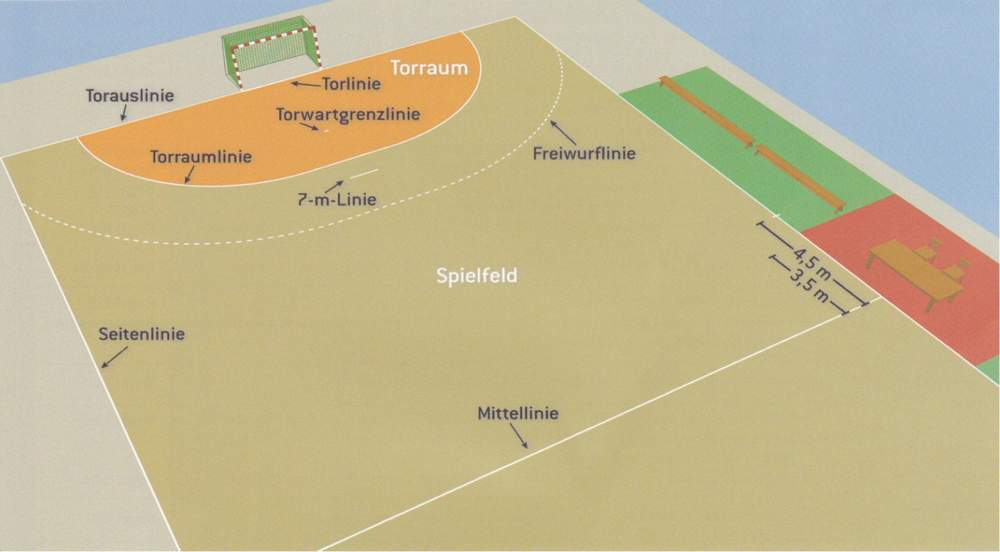 Torraum
Torlinie
Torauslinie
Torwartgrenzlinie
Torraumlinie
Freiwurflinie
7-m-Linie
4,5 m
3,5 m
Spielfeld
Seitenlinie
Mittellinie